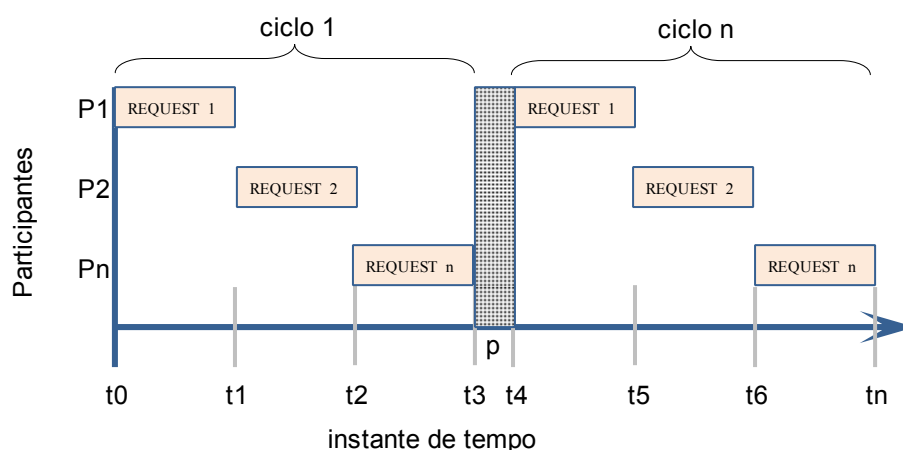 ciclo 1
ciclo n
Participantes
P1
REQUEST 1
REQUEST 1
P2
REQUEST 2
REQUEST 2
Pn
REQUEST n
REQUEST n
p
t0
t1
t2
t3
t4
t5
t6
tn
instante de tempo